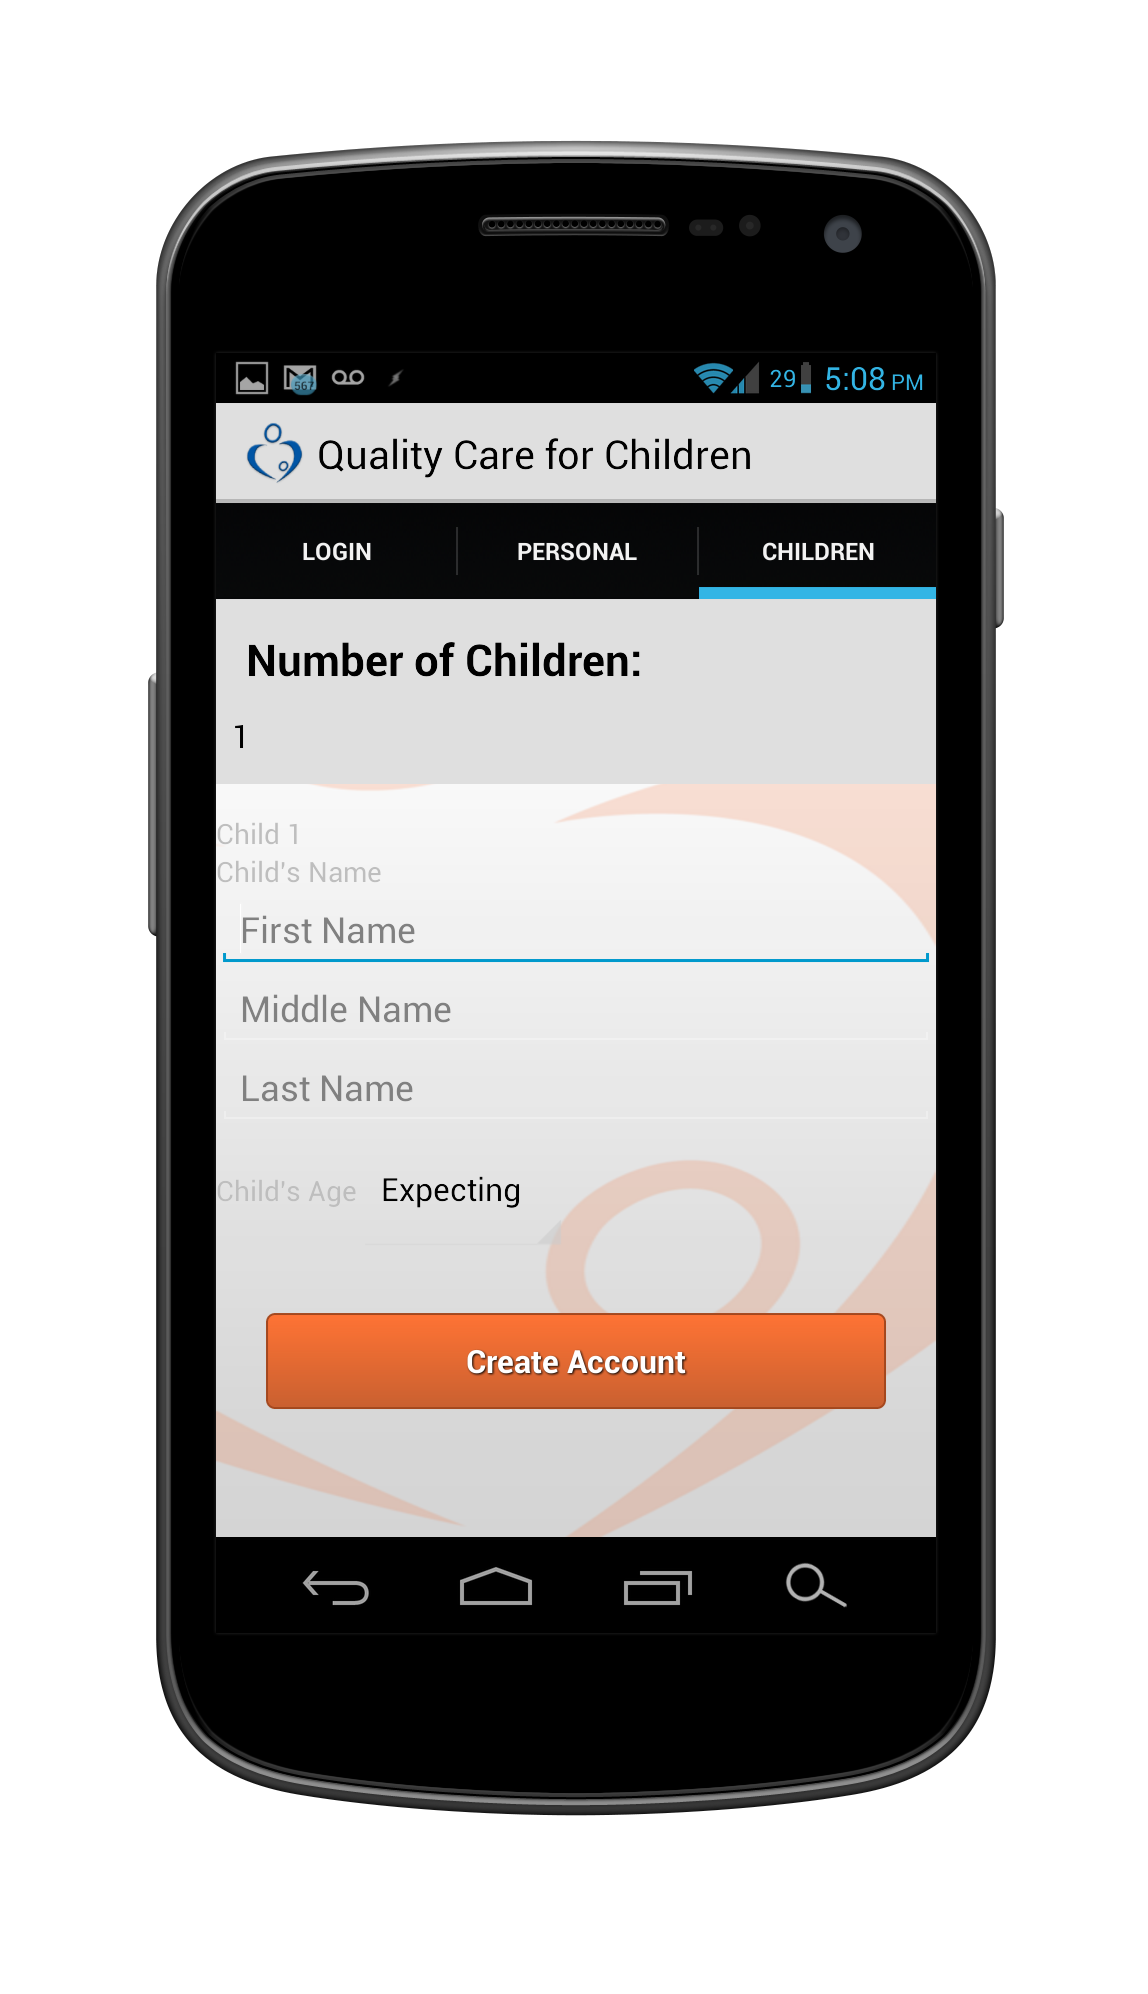 567
29 5:08 PM
Quality Care for Children
LOGIN PERSONAL CHILDREN
Number of Children:
1
Child 1
Child's Name
First Name
Middle Name
Last Name
Child's Age Expecting
Create Account